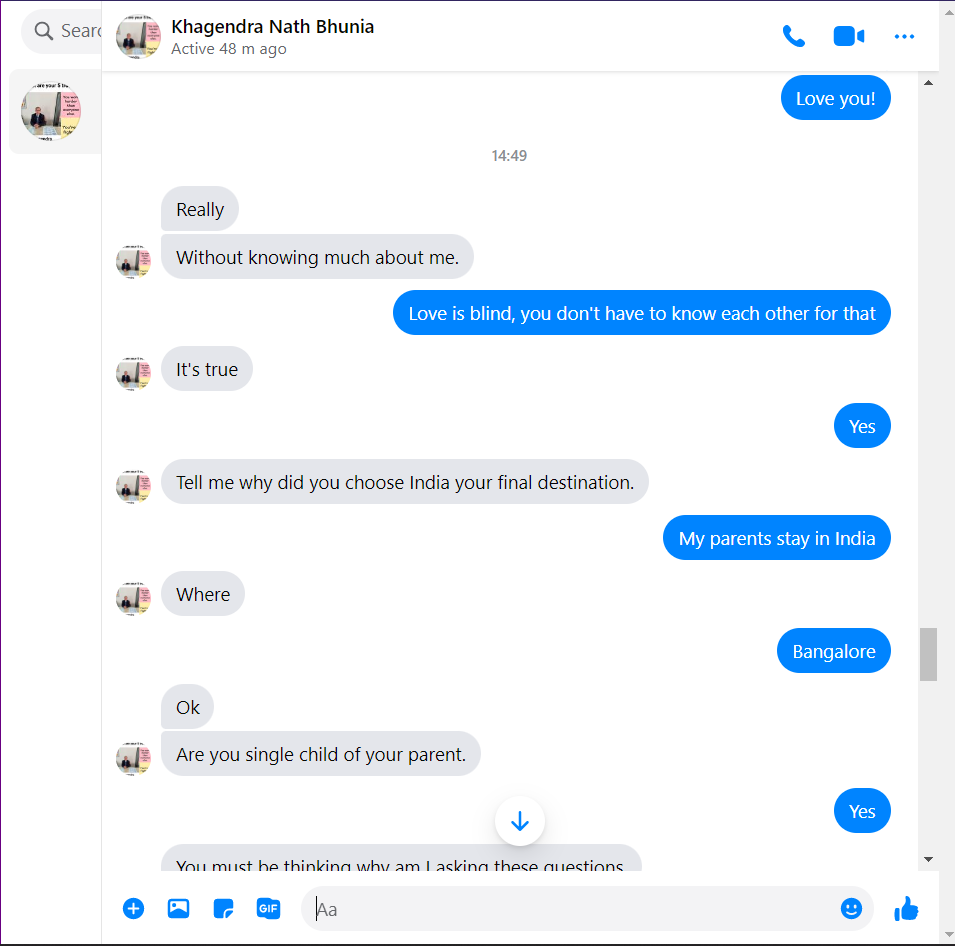 Searc
Khagendra Nath Bhunia
Active 48 m ago
Love you!
14:49
Really
Without knowing much about me.
Love is blind, you don't have to know each other for that
It's true
Yes
Tell me why did you choose India your final destination.
My parents stay in India
Where
Bangalore
Ok
Are you single child of your parent.
Yes
You must be thinking why am I asking these questions
GIF
Aa